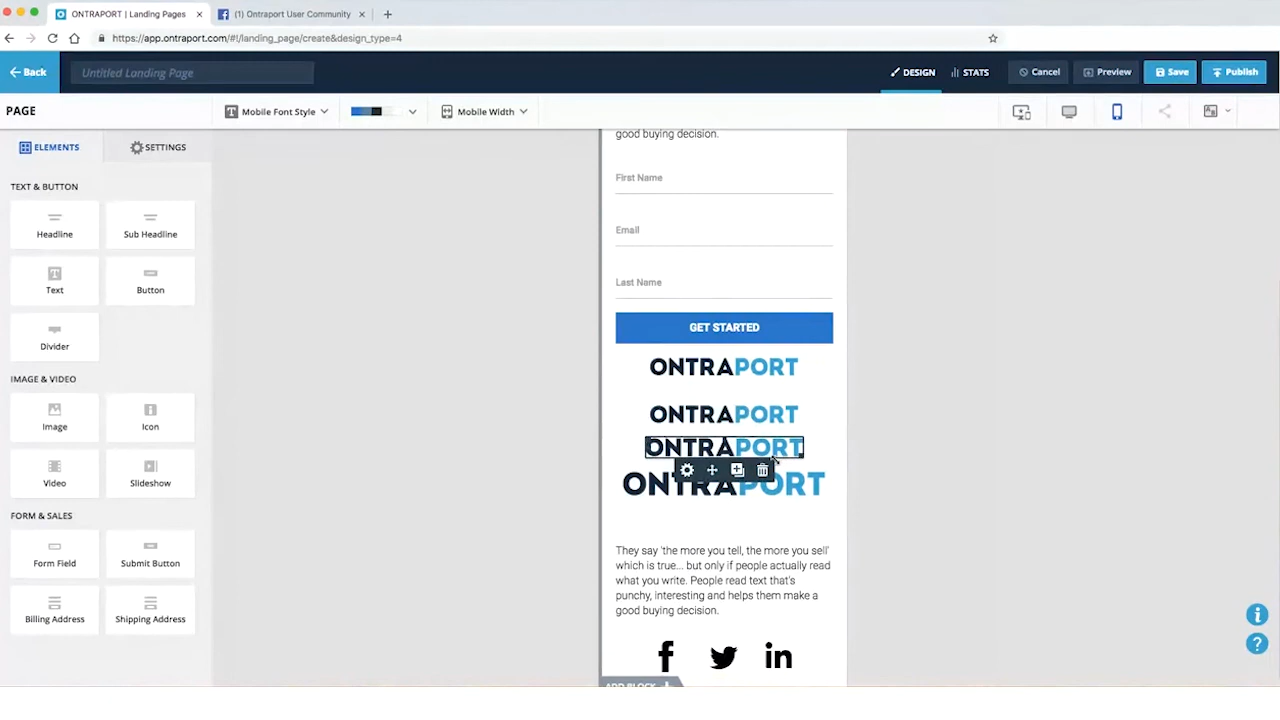 ONTRAPORT | Landing Pages
(1) Ontraport User Community
https://app.ontraport.com/#!/landing_page/create&design_type=4
Back
Untitled Landing Page
DESIGN
STATS
Cancel
Preview
Save
Publish
PAGE
Mobile Font Style
Mobile Width
ELEMENTS
SETTINGS
TEXT & BUTTON
Headline
Sub Headline
Text
Button
Divider
IMAGE & VIDEO
Image
Icon
Video
Slideshow
FORM & SALES
Form Field
Submit Button
Billing Address
Shipping Address
good buying decision.
First Name
Email
Last Name
GET STARTED
ONTRAPORT
ONTRAPORT
ONTRAPORT
ONTRAPORT
They say 'the more you tell, the more you sell'
which is true... but only if people actually read
what you write. People read text that's
punchy, interesting and helps them make a
good buying decision.
ADD BLOCK